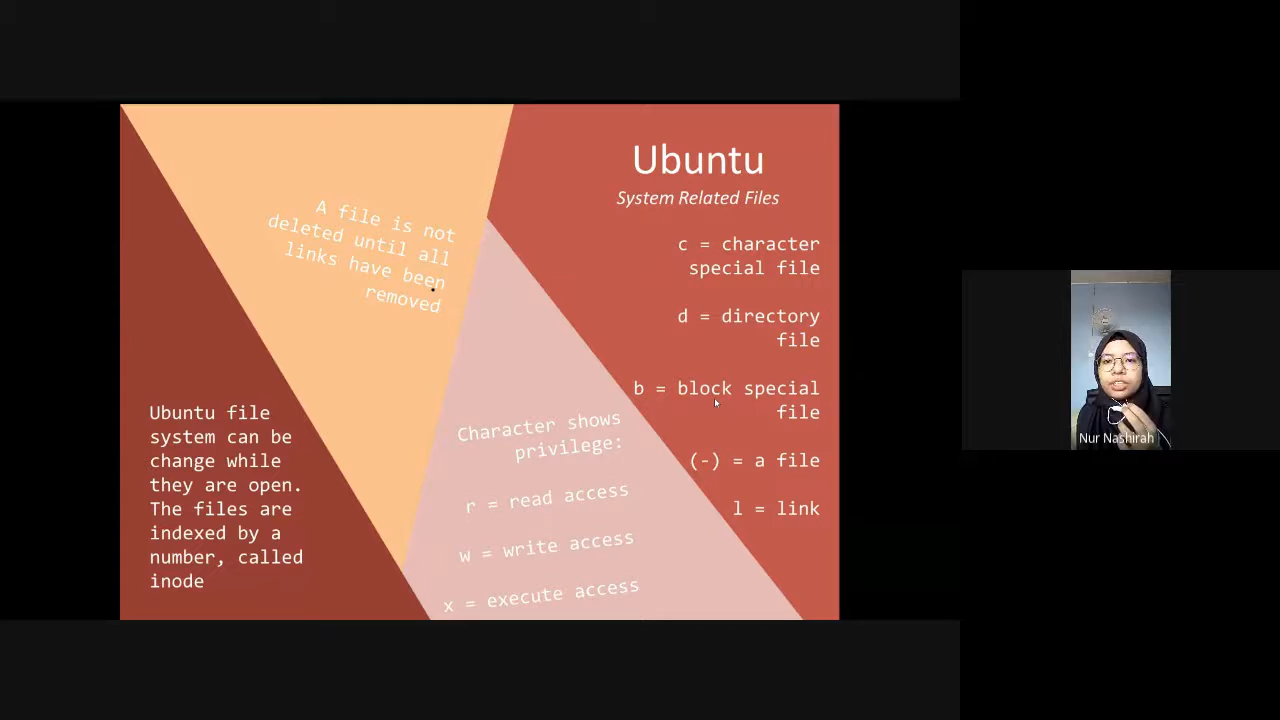 Ubuntu
System Related Files
A file is not
deleted until all
links have been
removed
c = character
special file
d = directory
file
b = block special
file
(-) = a file
l = link
Ubuntu file
system can be
change while
they are open.
The files are
indexed by a
number, called
inode
Character shows
privilege:
r = read access
w = write access
x = execute access
Nur Nashirah